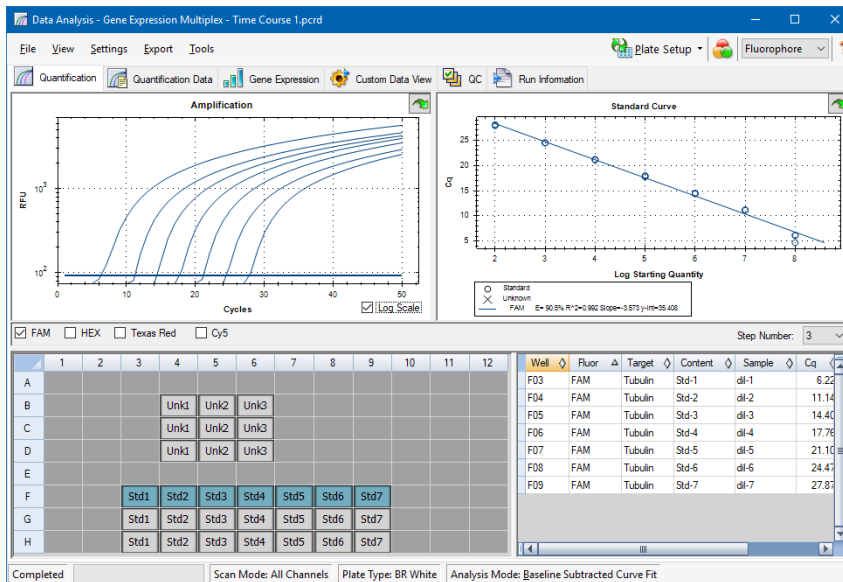 Data Analysis - Gene Expression Multiplex - Time Course 1.pcrd
File View Settings Export Tools
Plate Setup
Fluorophore
Quantification
Quantification Data
Gene Expression
Custom Data View
QC
Run Information
Amplification
RFU
10^3
10^2
0 10 20 30 40 50
Cycles
Log Scale
Standard Curve
Cq
25
20
15
10
5
2 3 4 5 6 7 8
Log Starting Quantity
Standard
Unknown
FAM E= 90.5% R^2=0.992 Slope=-3.573 y-int=35.406
FAM HEX Texas Red Cy5
Step Number: 3
1 2 3 4 5 6 7 8 9 10 11 12
A
B Unk1 Unk2 Unk3
C Unk1 Unk2 Unk3
D Unk1 Unk2 Unk3
E
F Std1 Std2 Std3 Std4 Std5 Std6 Std7
G Std1 Std2 Std3 Std4 Std5 Std6 Std7
H Std1 Std2 Std3 Std4 Std5 Std6 Std7
Well Fluor Target Content Sample Cq
F03 FAM Tubulin Std-1 dil-1 6.22
F04 FAM Tubulin Std-2 dil-2 11.14
F05 FAM Tubulin Std-3 dil-3 14.40
F06 FAM Tubulin Std-4 dil-4 17.76
F07 FAM Tubulin Std-5 dil-5 21.10
F08 FAM Tubulin Std-6 dil-6 24.47
F09 FAM Tubulin Std-7 dil-7 27.87
Completed
Scan Mode: All Channels
Plate Type: BR White
Analysis Mode: Baseline Subtracted Curve Fit